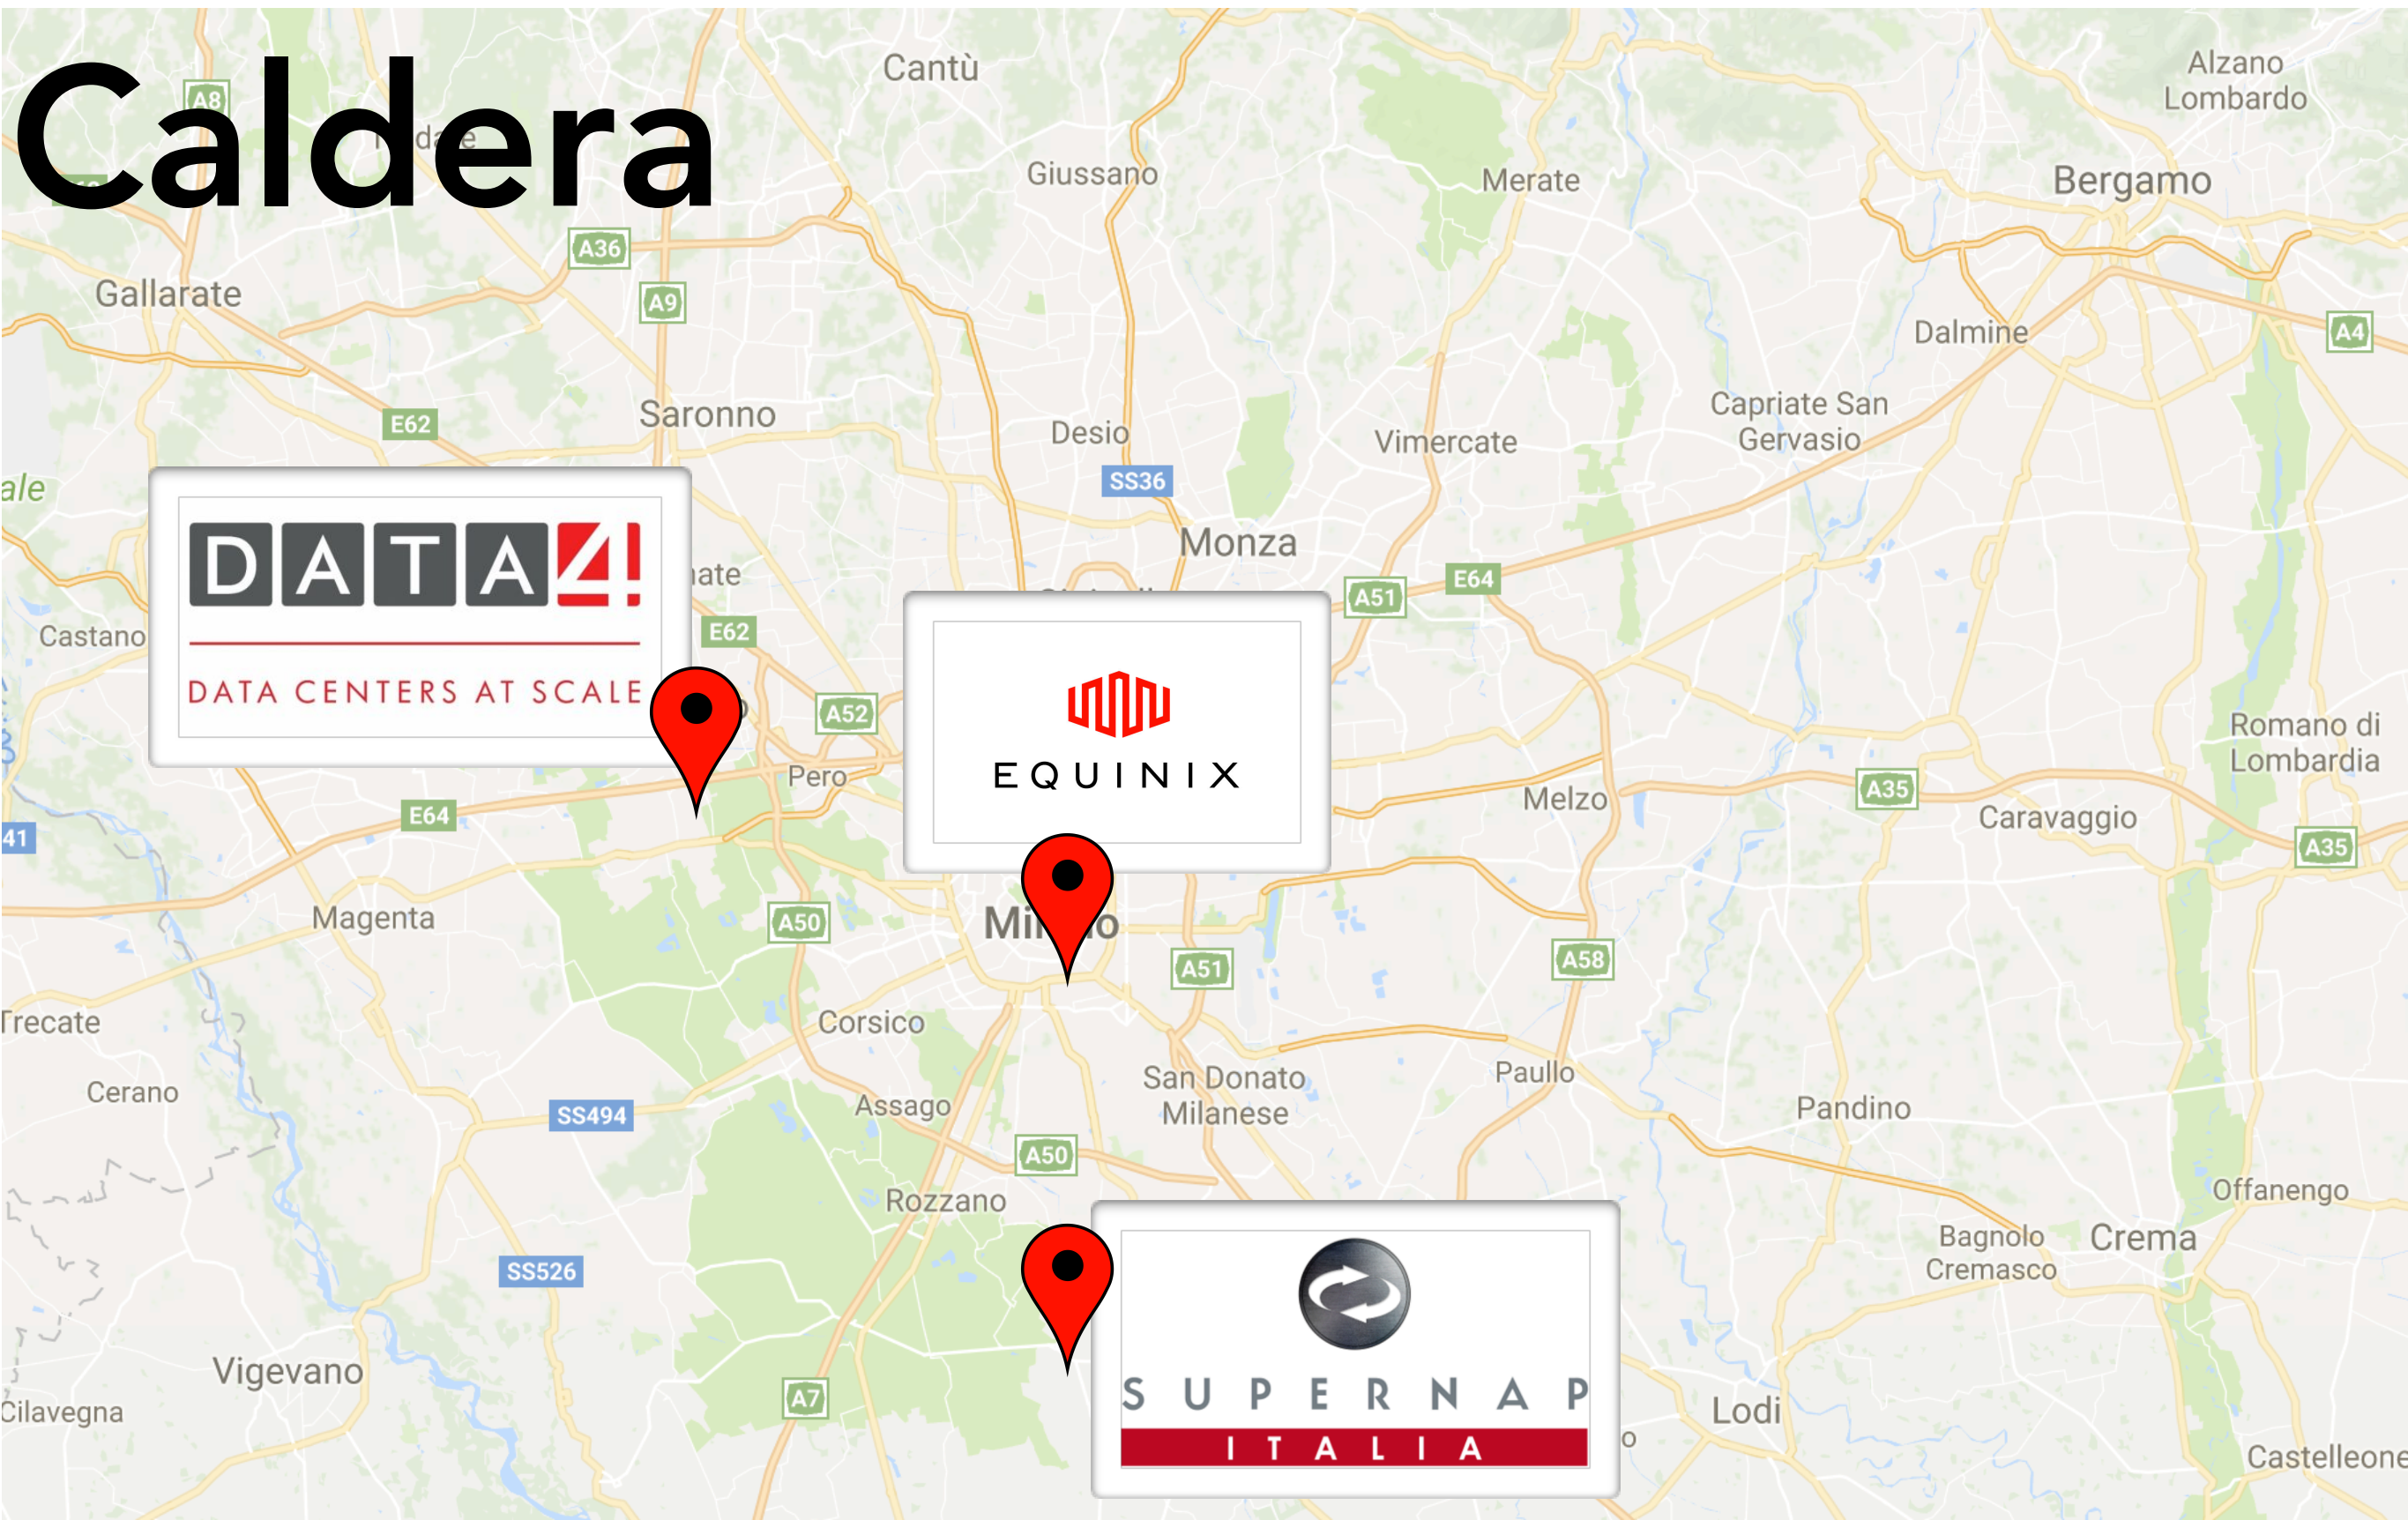 Caldera
Cantù
Alzano
Lombardo
A8
Giussano
Merate
Bergamo
A36
Gallarate
A9
A4
Dalmine
E62
Saronno
Desio
Vimercate
Capriate San
Gervasio
SS36
ale
DATA4!
DATA CENTERS AT SCALE
Monza
nate
E64
A51
Castano
E62
A52
EQUINIX
Pero
Romano di
Lombardia
Melzo
A35
Caravaggio
E64
41
A35
Magenta
A50
A51
A58
Trecate
Corsico
Cerano
San Donato
Milanese
Paullo
SS494
Assago
Pandino
A50
Rozzano
Offanengo
Bagnolo
Cremasco
Crema
SS526
Vigevano
SUPERNAP
ITALIA
A7
Cilavegna
Lodi
o
Castelleone